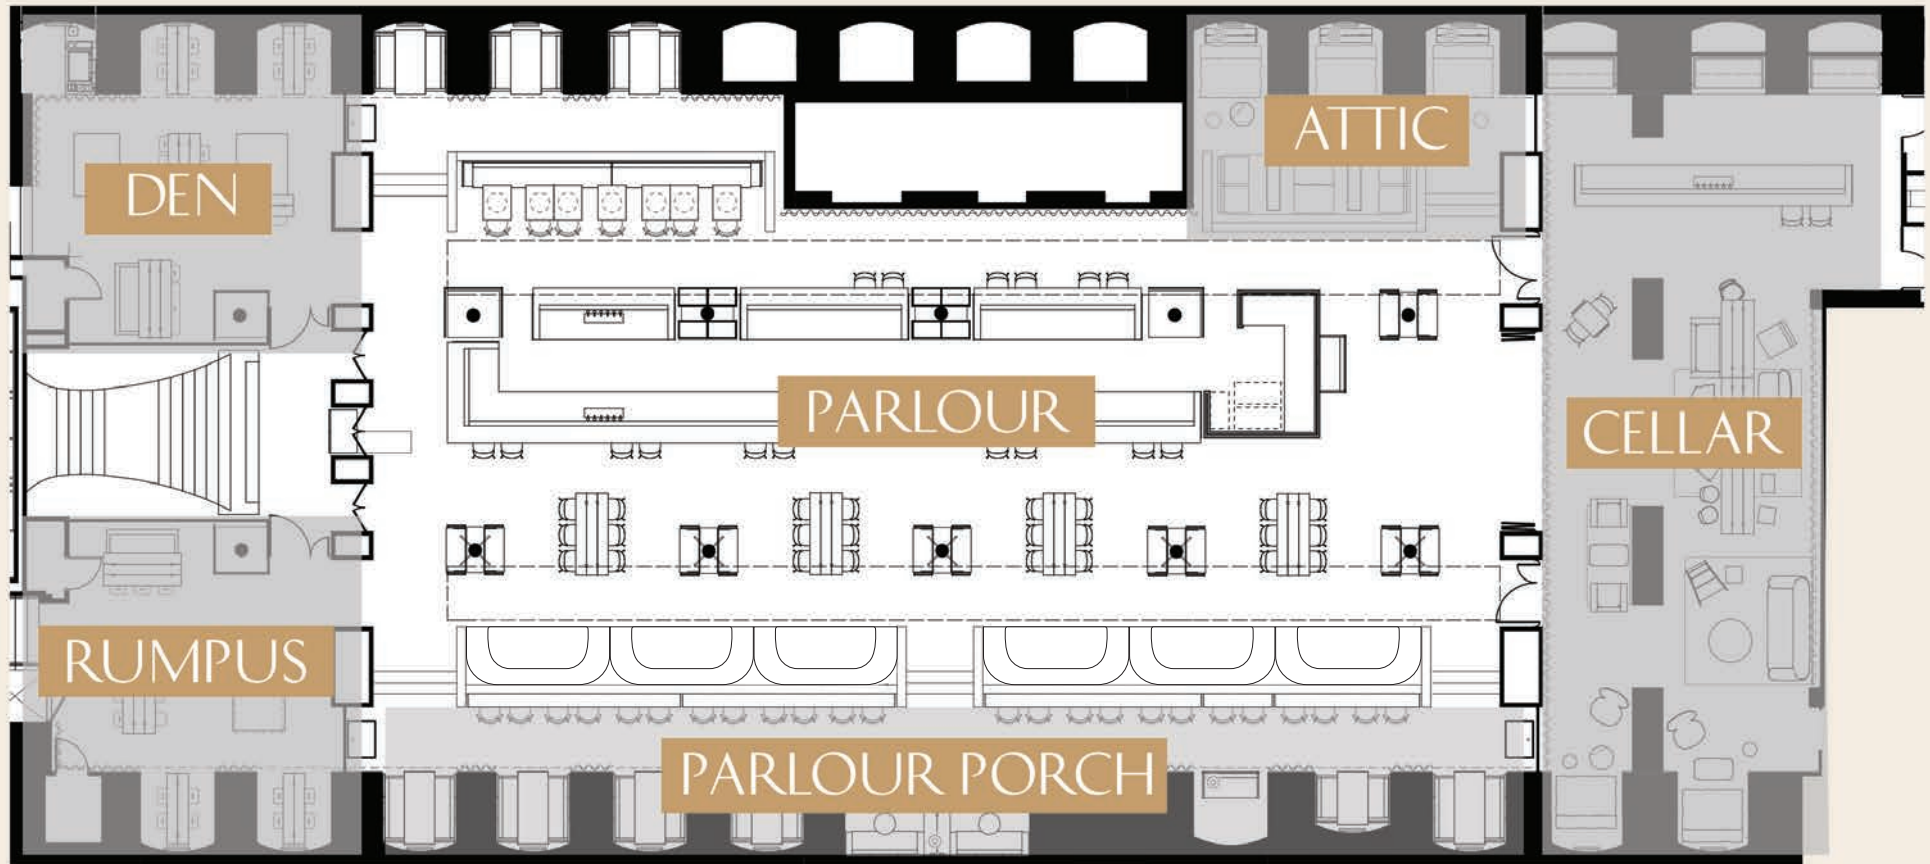 ATTIC
DEN
PARLOUR
CELLAR
RUMPUS
PARLOUR PORCH